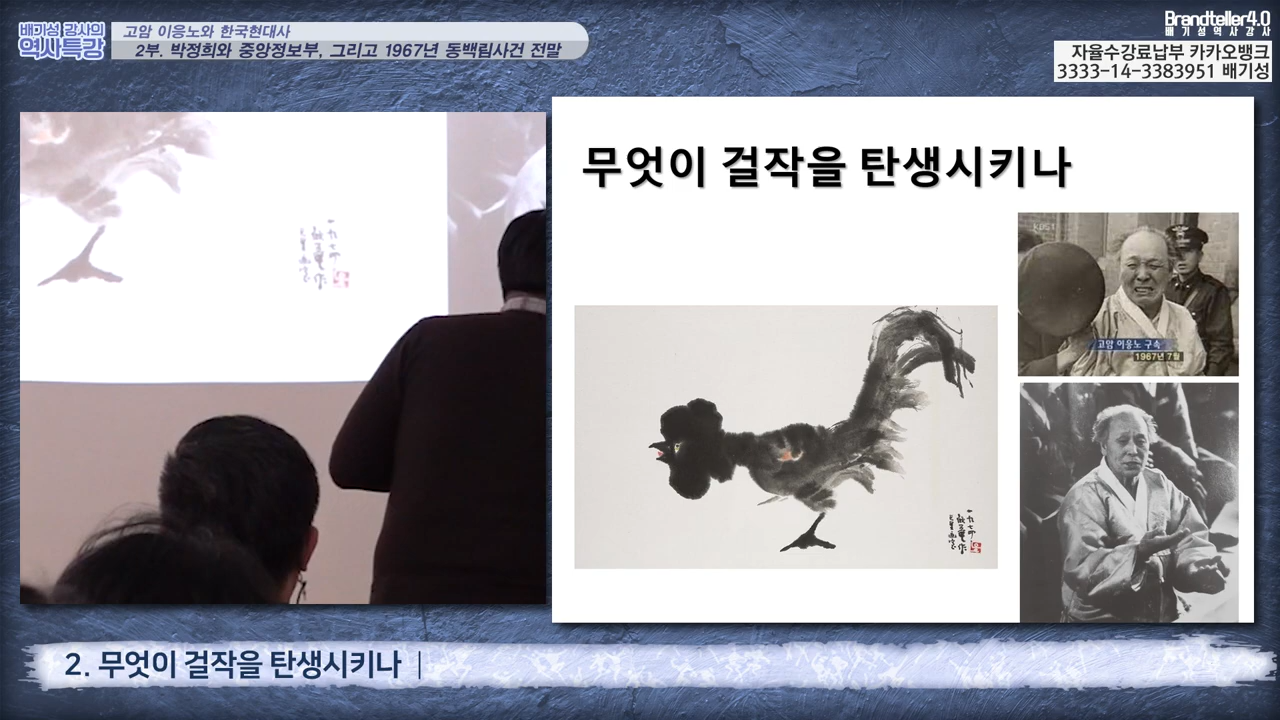 배기성 강사의
역사특강
고암 이응노와 한국현대사
2부. 박정희와 중앙정보부, 그리고 1967년 동백림사건 전말
Brandteller4.0
배기성역사강사
자율수강료납부 카카오뱅크
3333-14-3383951 배기성
무엇이 걸작을 탄생시키나
KBS1
고암 이응노 구속
1967년 7월
2. 무엇이 걸작을 탄생시키나